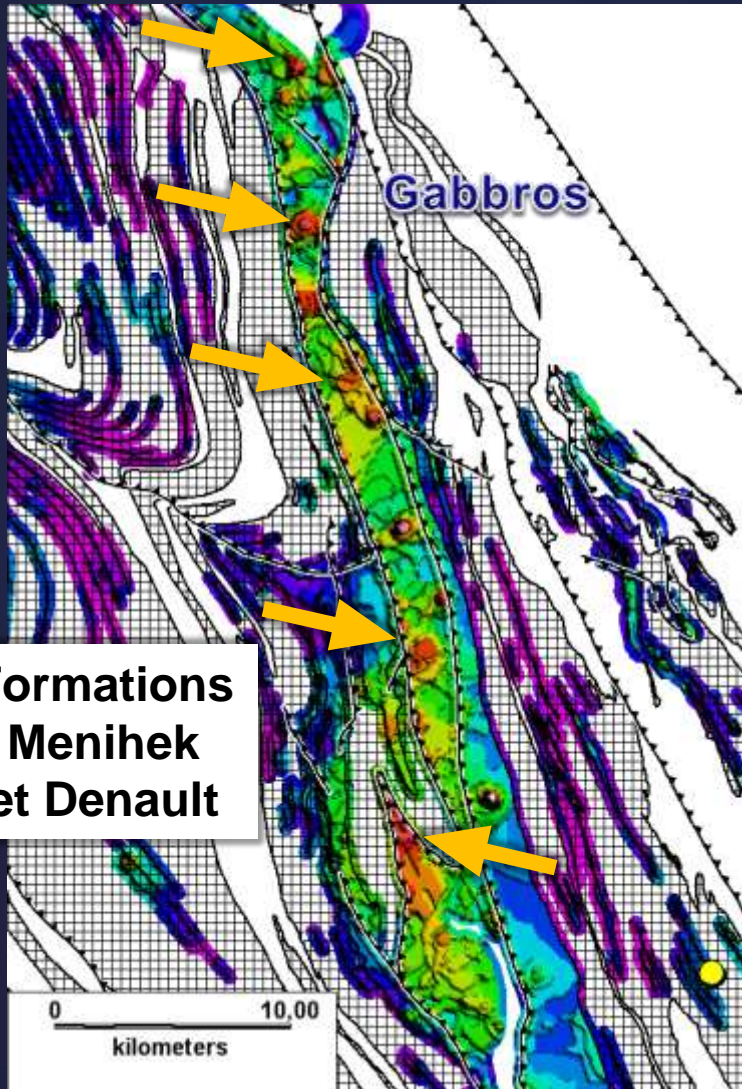 Gabbros
Formations
Menihek
et Denault
0 10,00
kilometers